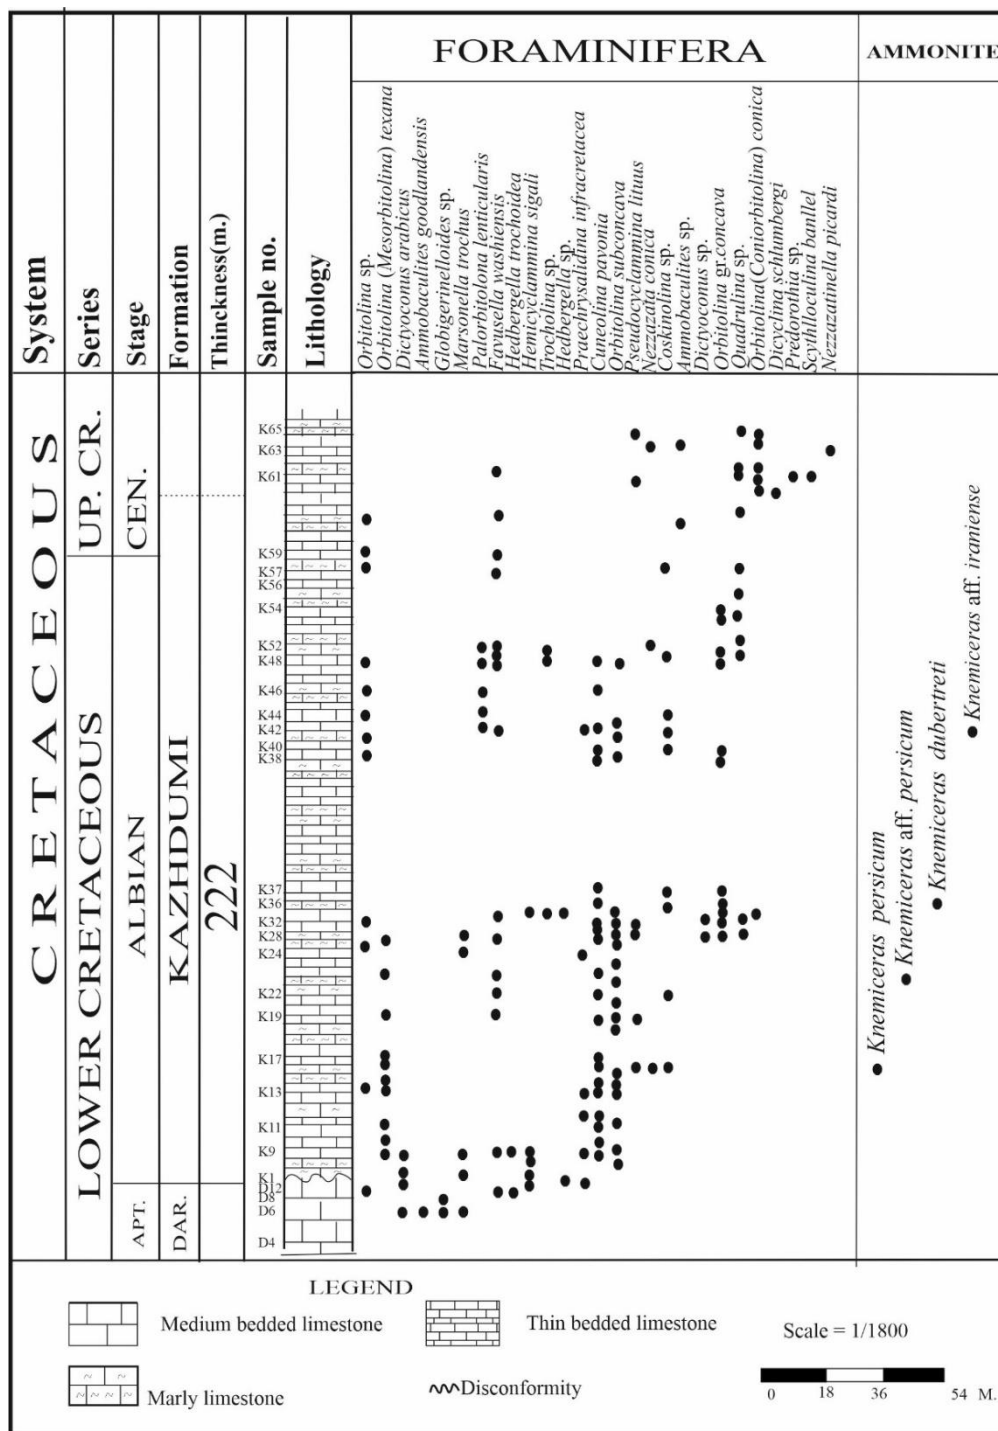 FORAMINIFERA
AMMONITE
System
Series
Stage
Formation
Thinckness(m.)
Sample no.
Lithology
Orbitolina sp.
Orbitolina (Mesorbitolina) texana
Dictyoconus arabicus
Ammobaculites goodlandensis
Globigerinelloides sp.
Marsonella trochus
Palorbitolona lenticularis
Favusella washiensis
Hedbergella trochoidea
Hemicyclammina sigali
Trocholina sp.
Hedbergella sp.
Praechrysalidina infracretacea
Cuneolina pavonia
Orbitolina subconcava
Pseudocyclammina lituus
Nezzazata conica
Coskinolina sp.
Ammobaculites sp.
Dictyoconus sp.
Orbitolina gr.concava
Quadrulina sp.
Orbitolina(Coniorbitolina) conica
Dicyclina schlumbergi
Predorothia sp.
Scythlloculina banllel
Nezzazatinella picardi
CRETACEOUS
UP. CR.
LOWER CRETACEOUS
CEN.
ALBIAN
APT.
KAZHDUMI
DAR.
222
K65
K63
K61
K59
K57
K56
K54
K52
K48
K46
K44
K42
K40
K38
K37
K36
K32
K28
K24
K22
K19
K17
K13
K11
K9
K1
D12
D8
D6
D4
Knemiceras persicum
Knemiceras aff. persicum
Knemiceras dubertreti
Knemiceras aff. iraniense
LEGEND
Medium bedded limestone
Thin bedded limestone
Scale = 1/1800
Marly limestone
Disconformity
0 18 36 54 M.